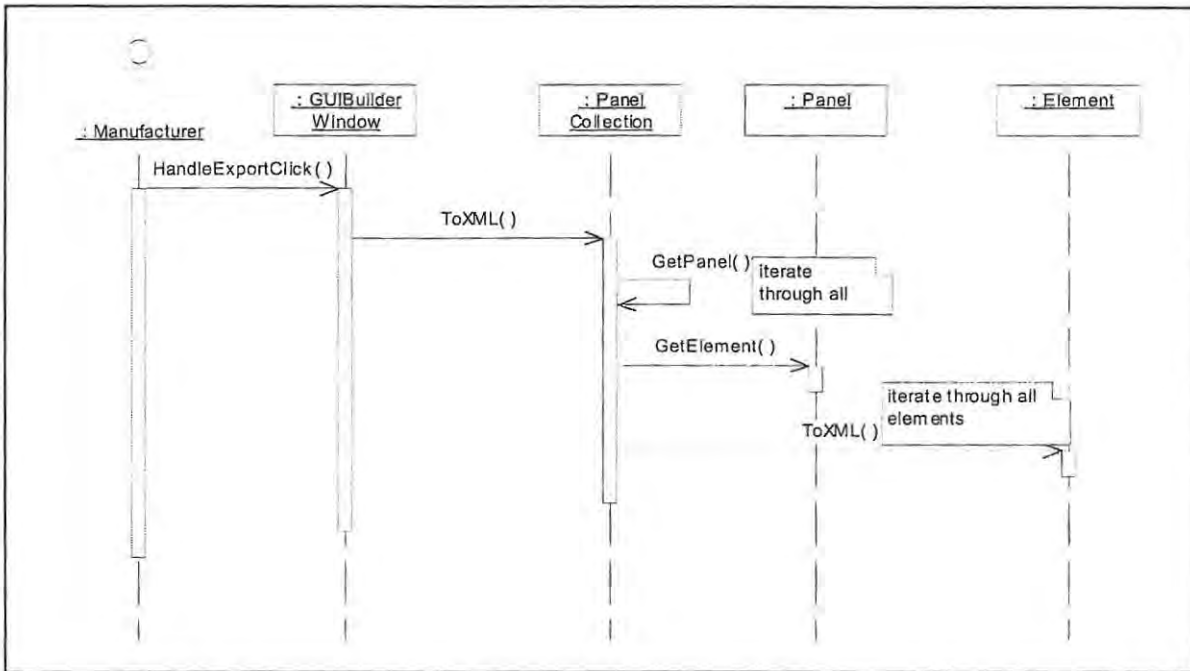 : GUIBuilder
Window
: Panel
Collection
: Panel
: Element
: Manufacturer
HandleExportClick( )
ToXML( )
GetPanel( )
iterate
through all
GetElement( )
iterate through all
elements
ToXML( )